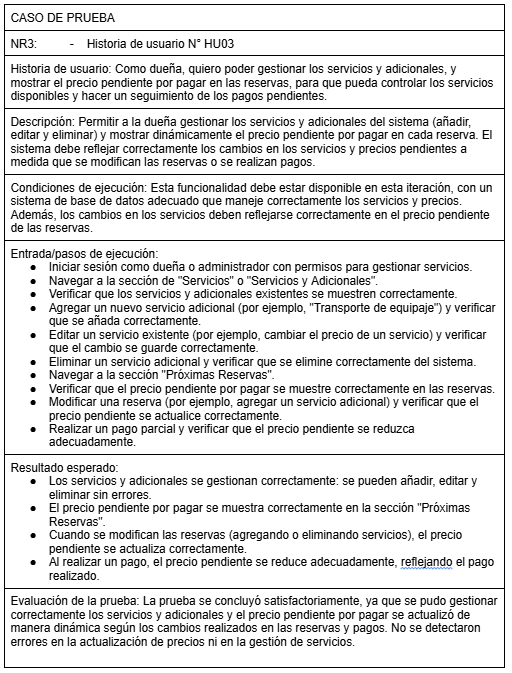 CASO DE PRUEBA
NR3: - Historia de usuario N° HU03
Historia de usuario: Como dueña, quiero poder gestionar los servicios y adicionales, y
mostrar el precio pendiente por pagar en las reservas, para que pueda controlar los servicios
disponibles y hacer un seguimiento de los pagos pendientes.
Descripción: Permitir a la dueña gestionar los servicios y adicionales del sistema (añadir,
editar y eliminar) y mostrar dinámicamente el precio pendiente por pagar en cada reserva. El
sistema debe reflejar correctamente los cambios en los servicios y precios pendientes a
medida que se modifican las reservas o se realizan pagos.
Condiciones de ejecución: Esta funcionalidad debe estar disponible en esta iteración, con un
sistema de base de datos adecuado que maneje correctamente los servicios y precios.
Además, los cambios en los servicios deben reflejarse correctamente en el precio pendiente
de las reservas.
Entrada/pasos de ejecución:
● Iniciar sesión como dueña o administrador con permisos para gestionar servicios.
● Navegar a la sección de "Servicios" o "Servicios y Adicionales".
● Verificar que los servicios y adicionales existentes se muestren correctamente.
● Agregar un nuevo servicio adicional (por ejemplo, "Transporte de equipaje") y verificar
que se añada correctamente.
● Editar un servicio existente (por ejemplo, cambiar el precio de un servicio) y verificar
que el cambio se guarde correctamente.
● Eliminar un servicio adicional y verificar que se elimine correctamente del sistema.
● Navegar a la sección "Próximas Reservas".
● Verificar que el precio pendiente por pagar se muestre correctamente en las reservas.
● Modificar una reserva (por ejemplo, agregar un servicio adicional) y verificar que el
precio pendiente se actualice correctamente.
● Realizar un pago parcial y verificar que el precio pendiente se reduzca
adecuadamente.
Resultado esperado:
● Los servicios y adicionales se gestionan correctamente: se pueden añadir, editar y
eliminar sin errores.
● El precio pendiente por pagar se muestra correctamente en la sección "Próximas
Reservas".
● Cuando se modifican las reservas (agregando o eliminando servicios), el precio
pendiente se actualiza correctamente.
● Al realizar un pago, el precio pendiente se reduce adecuadamente, reflejando el pago
realizado.
Evaluación de la prueba: La prueba se concluyó satisfactoriamente, ya que se pudo gestionar
correctamente los servicios y adicionales y el precio pendiente por pagar se actualizó de
manera dinámica según los cambios realizados en las reservas y pagos. No se detectaron
errores en la actualización de precios ni en la gestión de servicios.